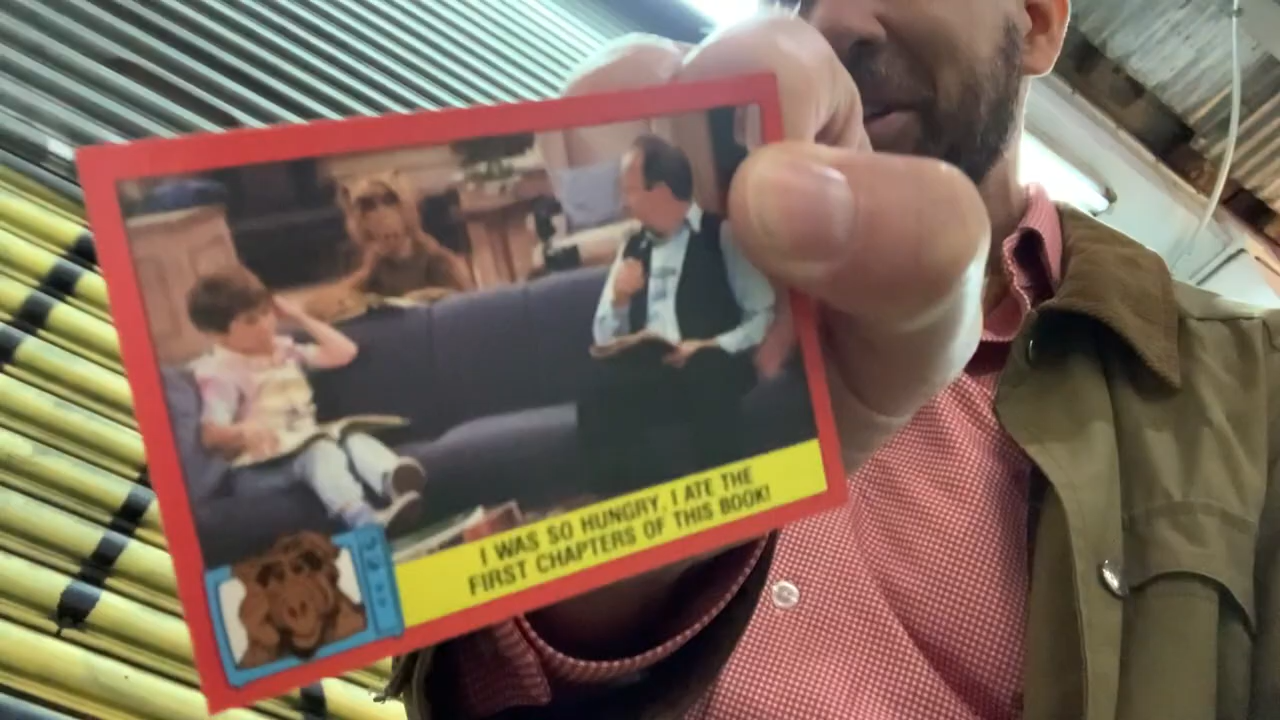 I WAS SO HUNGRY, I ATE THE
FIRST CHAPTERS OF THIS BOOK!